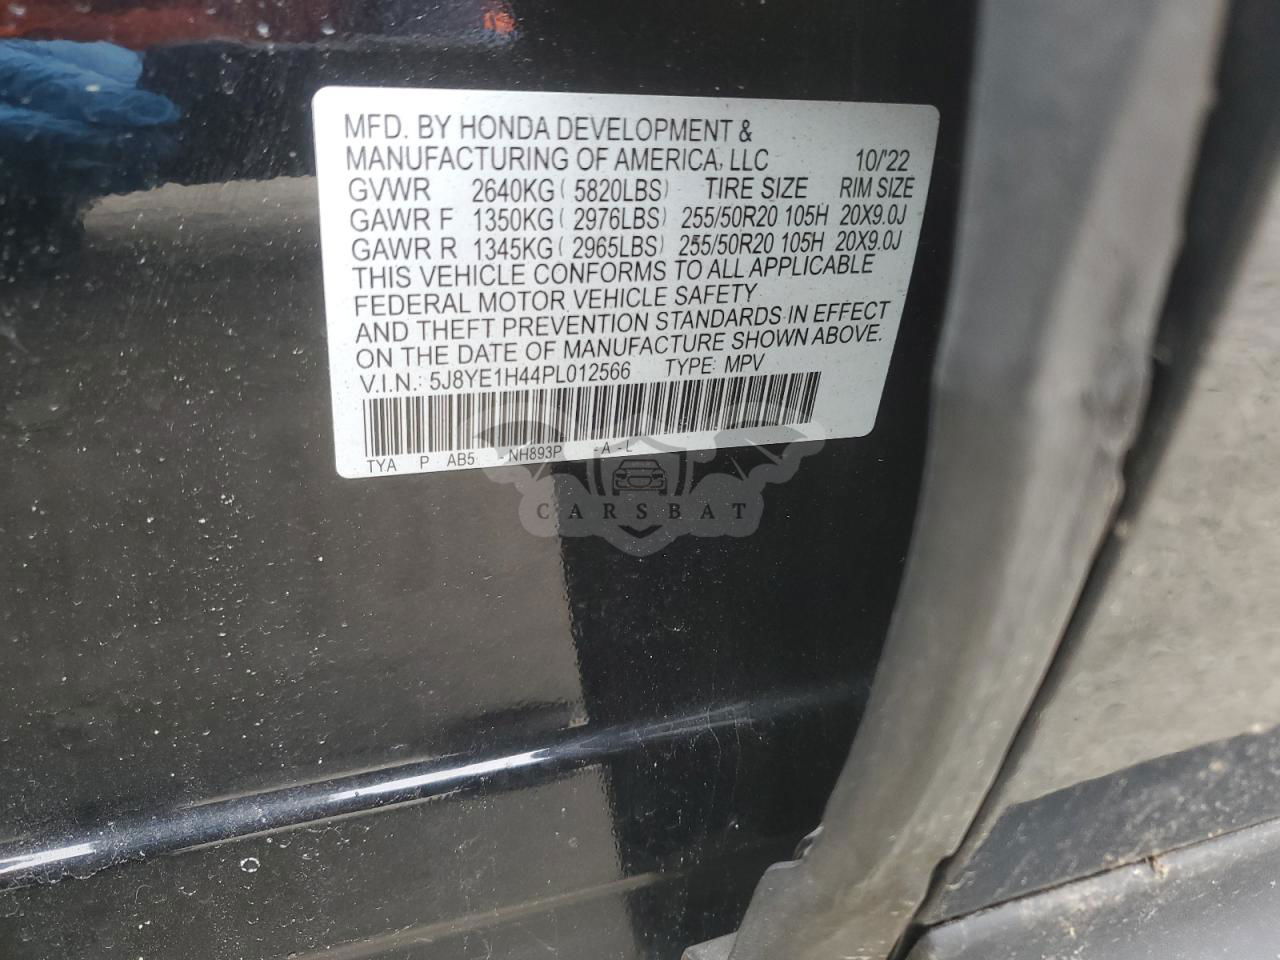 MFD. BY HONDA DEVELOPMENT &
MANUFACTURING OF AMERICA, LLC 10/'22
GVWR 2640KG ( 5820LBS) TIRE SIZE RIM SIZE
GAWR F 1350KG ( 2976LBS) 255/50R20 105H 20X9.0J
GAWR R 1345KG ( 2965LBS) 255/50R20 105H 20X9.0J
THIS VEHICLE CONFORMS TO ALL APPLICABLE
FEDERAL MOTOR VEHICLE SAFETY
AND THEFT PREVENTION STANDARDS IN EFFECT
ON THE DATE OF MANUFACTURE SHOWN ABOVE.
V.I.N.: 5J8YE1H44PL012566 TYPE: MPV
TYA P AB5 -NH893P -A-L
CARSBAT